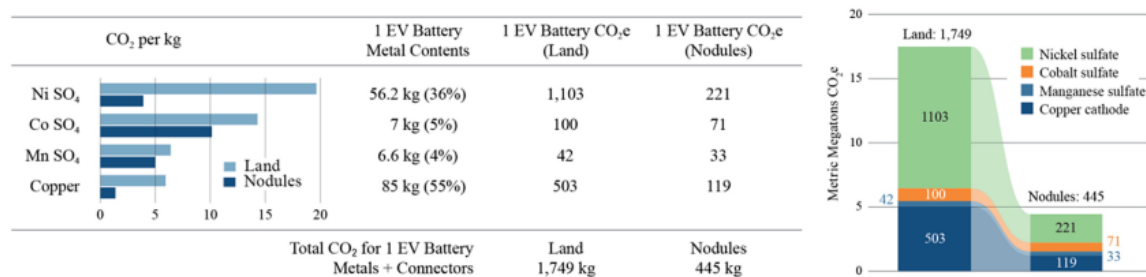 CO₂ per kg
1 EV Battery
Metal Contents
1 EV Battery CO₂e
(Land)
1 EV Battery CO₂e
(Nodules)
Ni SO₄
56.2 kg (36%)
1,103
221
Co SO₄
7 kg (5%)
100
71
Mn SO₄
6.6 kg (4%)
42
33
Copper
85 kg (55%)
503
119
Land
Nodules
0
5
10
15
20
Total CO₂ for 1 EV Battery
Metals + Connectors
Land
1,749 kg
Nodules
445 kg
Metric Megatons CO₂e
20
15
10
5
0
Land: 1,749
Nickel sulfate
Cobalt sulfate
Manganese sulfate
Copper cathode
1103
100
42
503
Nodules: 445
221
71
33
119